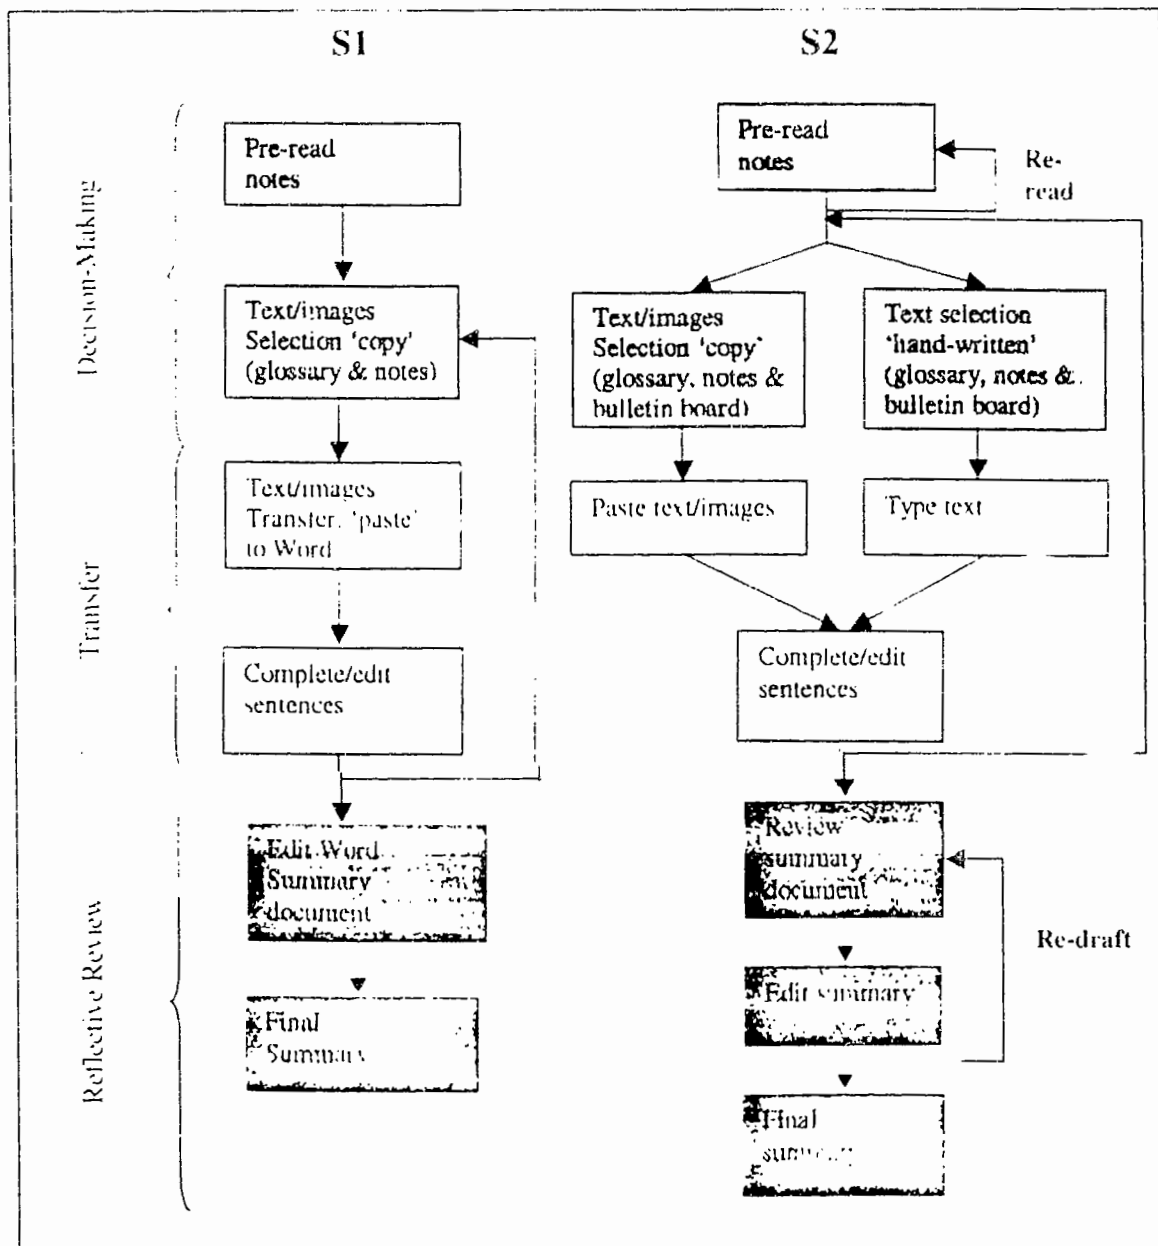 S1
S2
Decision-Making
Transfer
Reflective Review
Pre-read
notes
Text/images
Selection ‘copy’
(glossary & notes)
Text/images
Transfer, ‘paste’
to Word
Complete/edit
sentences
Edit Word
Summary
document
Final
Summary
Pre-read
notes
Re-
read
Text/images
Selection ‘copy’
(glossary, notes &
bulletin board)
Text selection
‘hand-written’
(glossary, notes &
bulletin board)
Paste text/images
Type text
Complete/edit
sentences
Review
summary
document
Re-draft
Edit summary
Final
summary